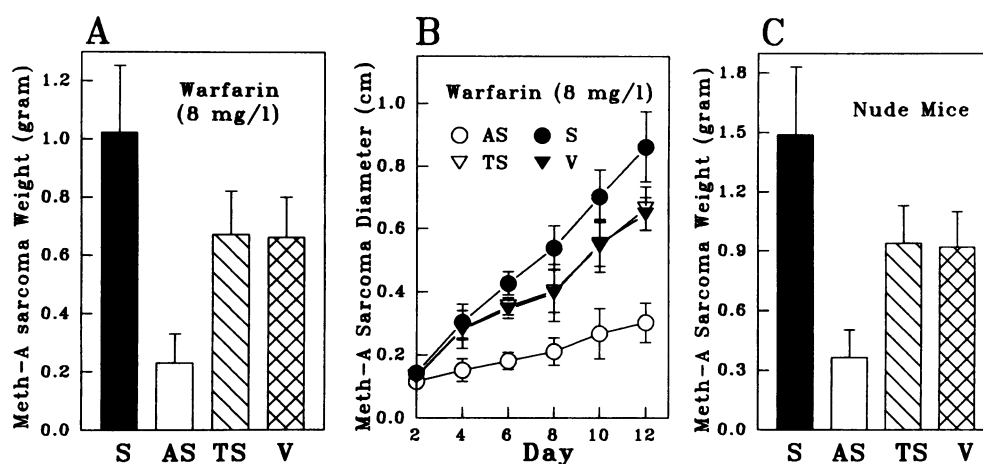 A
Meth-A sarcoma Weight (gram)
1.2
1.0
0.8
0.6
0.4
0.2
0.0
Warfarin
(8 mg/l)
S AS TS V
B
Meth-A Sarcoma Diameter (cm)
1.0
0.8
0.6
0.4
0.2
0.0
Warfarin (8 mg/l)
AS S
TS V
2 4 6 8 10 12
Day
C
Meth-A Sarcoma Weight (gram)
1.8
1.5
1.2
0.9
0.6
0.3
0.0
Nude Mice
S AS TS V